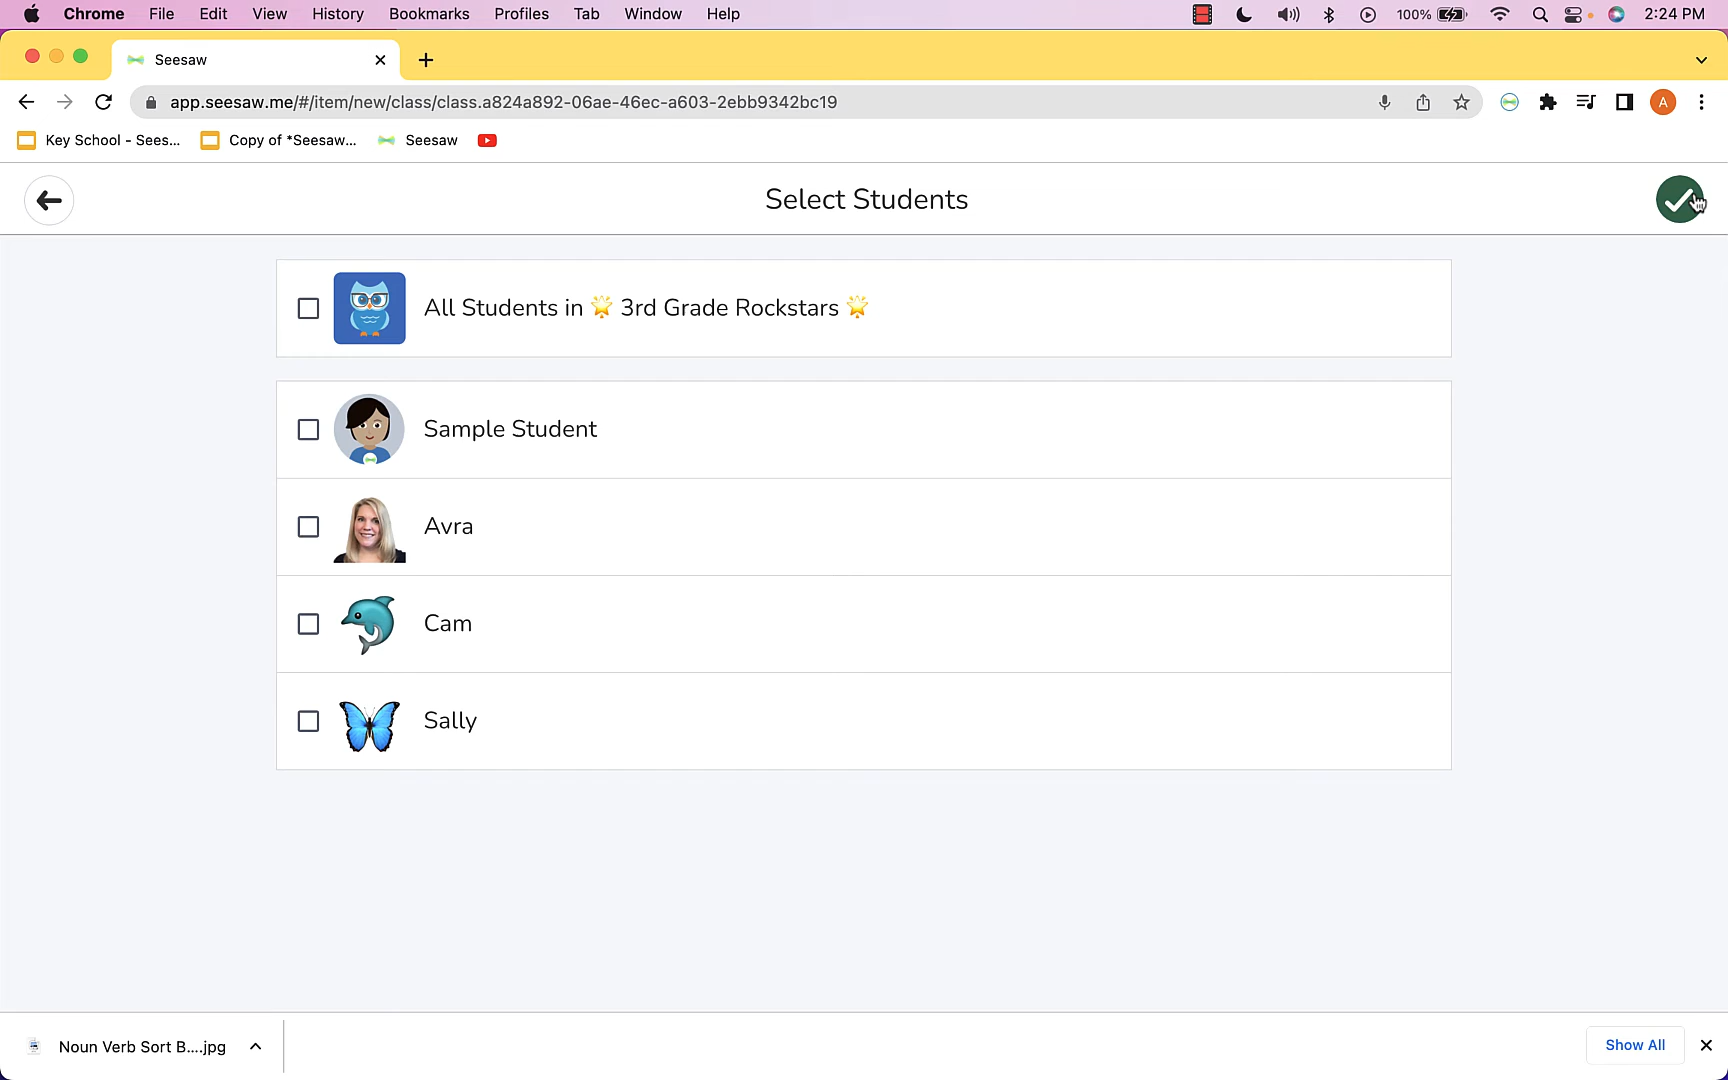 Chrome File Edit View History Bookmarks Profiles Tab Window Help 100% 2:24 PM
Seesaw
app.seesaw.me/#/item/new/class/class.a824a892-06ae-46ec-a603-2ebb9342bc19 A
Key School - Sees... Copy of *Seesaw... Seesaw
Select Students
All Students in 🌟 3rd Grade Rockstars 🌟
Sample Student
Avra
Cam
Sally
Noun Verb Sort B....jpg Show All